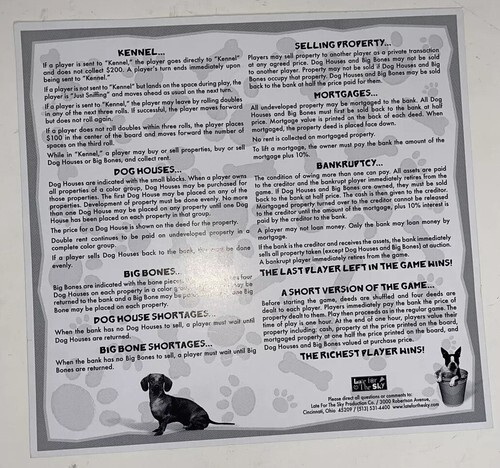 KENNEL...
If a player is sent to "Kennel," the player goes directly to "Kennel"
and does not collect $200. A player's turn ends immediately upon
being sent to "Kennel."
If a player is not sent to "Kennel" but lands on the space during play, the
player is "Just Sniffing" and moves ahead as usual on the next turn.
If a player is sent to "Kennel," the player may leave by rolling doubles
in any of the next three rolls. If successful, the player moves forward
but does not roll again.
If a player does not roll doubles within three rolls, the player places
$100 in the center of the board and moves forward the number of
spaces on the third roll.
While in "Kennel," a player may buy or sell properties, buy or sell
Dog Houses or Big Bones, and collect rent.
DOG HOUSES...
Dog Houses are indicated with the small blocks. When a player owns
all properties of a color group, Dog Houses may be purchased for
those properties. The first Dog House may be placed on any of the
properties. Development of property must be done evenly. No more
than one Dog House may be placed on any property until one Dog
House has been placed on each property in that group.
The price for a Dog House is shown on the deed for the property.
Double rent continues to be paid on undeveloped property in a
complete color group.
If a player sells Dog Houses back to the bank, this must be done
evenly.
BIG BONES...
Big Bones are indicated with the bone pieces. four
Dog Houses on each property in a color may be
returned to the bank and a Big Bone may be One Big
Bone may be placed on each property.
DOG HOUSE SHORTAGES...
When the bank has no Dog Houses to sell, a player must wait until
Dog Houses are returned.
BIG BONE SHORTAGES...
When the bank has no Big Bones to sell, a player must wait until Big
Bones are returned.
SELLING PROPERTY...
Players may sell property to another player as a private transaction
at any agreed price. Dog Houses and Big Bones may not be sold
to another player. Property may not be sold if Dog Houses and Big
Bones occupy that property. Dog Houses and Big Bones may be sold
back to the bank at half the price paid for them.
MORTGAGES...
All undeveloped property may be mortgaged to the bank. All Dog
Houses and Big Bones must first be sold back to the bank at half
price. Mortgage value is printed on the back of each deed. When
mortgaged, the property deed is placed face down.
No rent is collected on mortgaged property.
To lift a mortgage, the owner must pay the bank the amount of the
mortgage plus 10%.
BANKRUPTCY...
The condition of owing more than one can pay. All assets are paid
to the creditor and the bankrupt player immediately retires from the
game. If Dog Houses and Big Bones are owned, they must be sold
back to the bank at half price. The cash is then given to the creditor.
Mortgaged property turned over to the creditor cannot be released
to the creditor until the amount of the mortgage, plus 10% interest is
paid by the creditor to the bank.
A player may not loan money. Only the bank may loan money by
mortgage.
If the bank is the creditor and receives the assets, the bank immediately
sells all property taken (except Dog Houses and Big Bones) at auction.
A bankrupt player immediately retires from the game.
THE LAST PLAYER LEFT IN THE GAME WINS!
A SHORT VERSION OF THE GAME...
Before starting the game, deeds are shuffled and four deeds are
dealt to each player. Players immediately pay the bank the price of
property dealt to them. Play then proceeds as in the regular game. The
time of play is one hour. At the end of one hour, players value their
property including: cash, property at the price printed on the board,
mortgaged property at one half the price printed on the board, and
Dog Houses and Big Bones valued at purchase price.
THE RICHEST PLAYER WINS!
Late for
The SKY
Please direct all questions or comments to:
Late For The Sky Production Co. / 3000 Robertson Avenue,
Cincinnati, Ohio 45209 / (513) 531-4400 www.lateforthesky.com